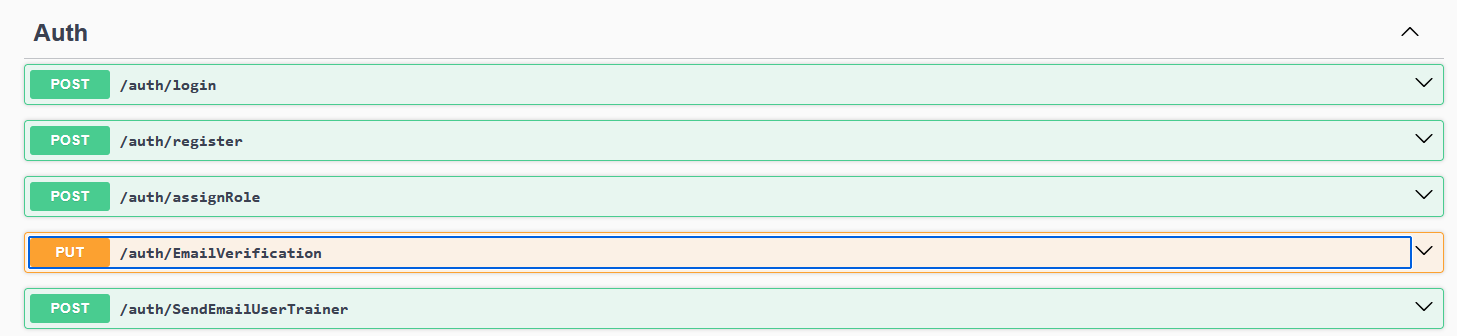 Auth
POST /auth/login
POST /auth/register
POST /auth/assignRole
PUT /auth/EmailVerification
POST /auth/SendEmailUserTrainer